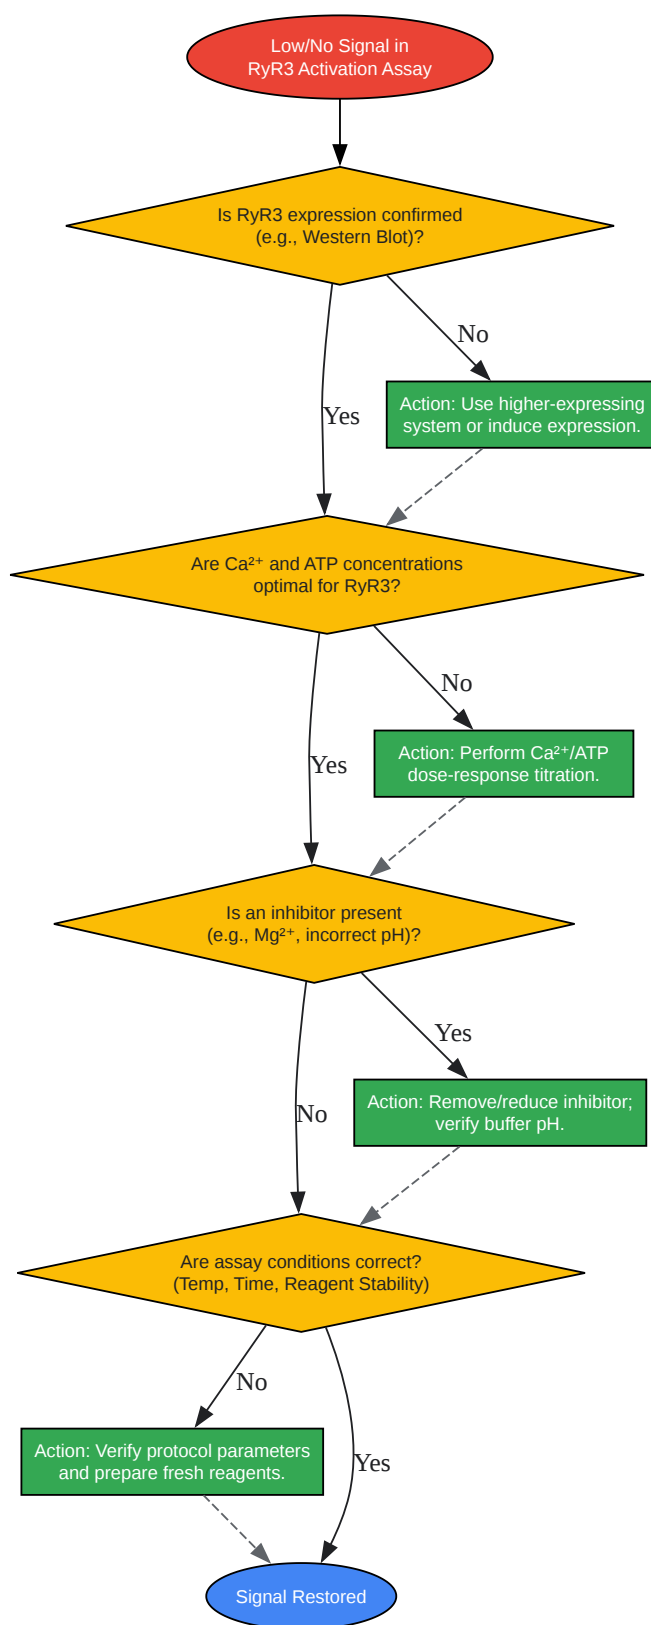 Low/No Signal in
RyR3 Activation Assay
Is RyR3 expression confirmed
(e.g., Western Blot)?
No
Action: Use higher-expressing
system or induce expression.
Yes
Are Ca²⁺ and ATP concentrations
optimal for RyR3?
No
Action: Perform Ca²⁺/ATP
dose-response titration.
Yes
Is an inhibitor present
(e.g., Mg²⁺, incorrect pH)?
Yes
Action: Remove/reduce inhibitor;
verify buffer pH.
No
Are assay conditions correct?
(Temp, Time, Reagent Stability)
No
Action: Verify protocol parameters
and prepare fresh reagents.
Yes
Signal Restored